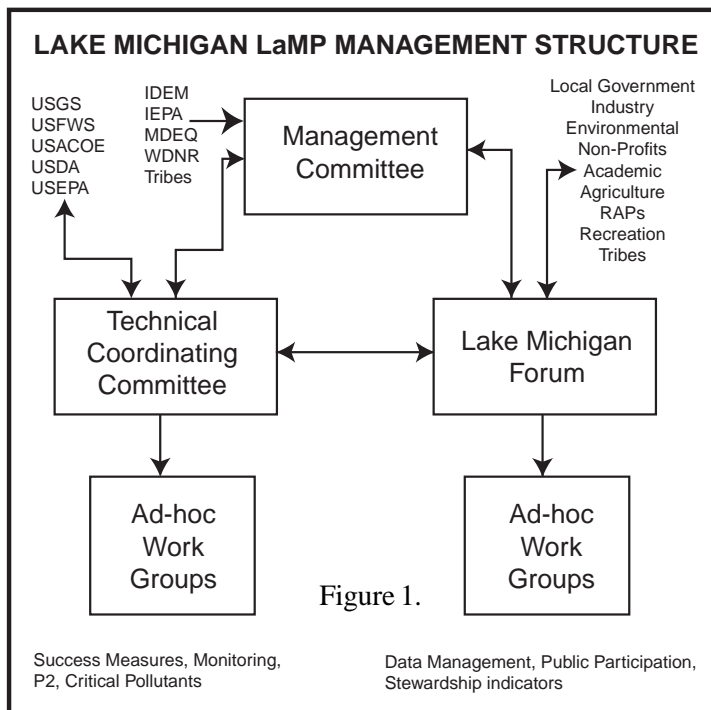 LAKE MICHIGAN LaMP MANAGEMENT STRUCTURE
USGS
USFWS
USACOE
USDA
USEPA
IDEM
IEPA
MDEQ
WDNR
Tribes
Management
Committee
Local Government
Industry
Environmental
Non-Profits
Academic
Agriculture
RAPs
Recreation
Tribes
Technical
Coordinating
Committee
Lake Michigan
Forum
Ad-hoc
Work
Groups
Ad-hoc
Work
Groups
Figure 1.
Success Measures, Monitoring,
P2, Critical Pollutants
Data Management, Public Participation,
Stewardship indicators